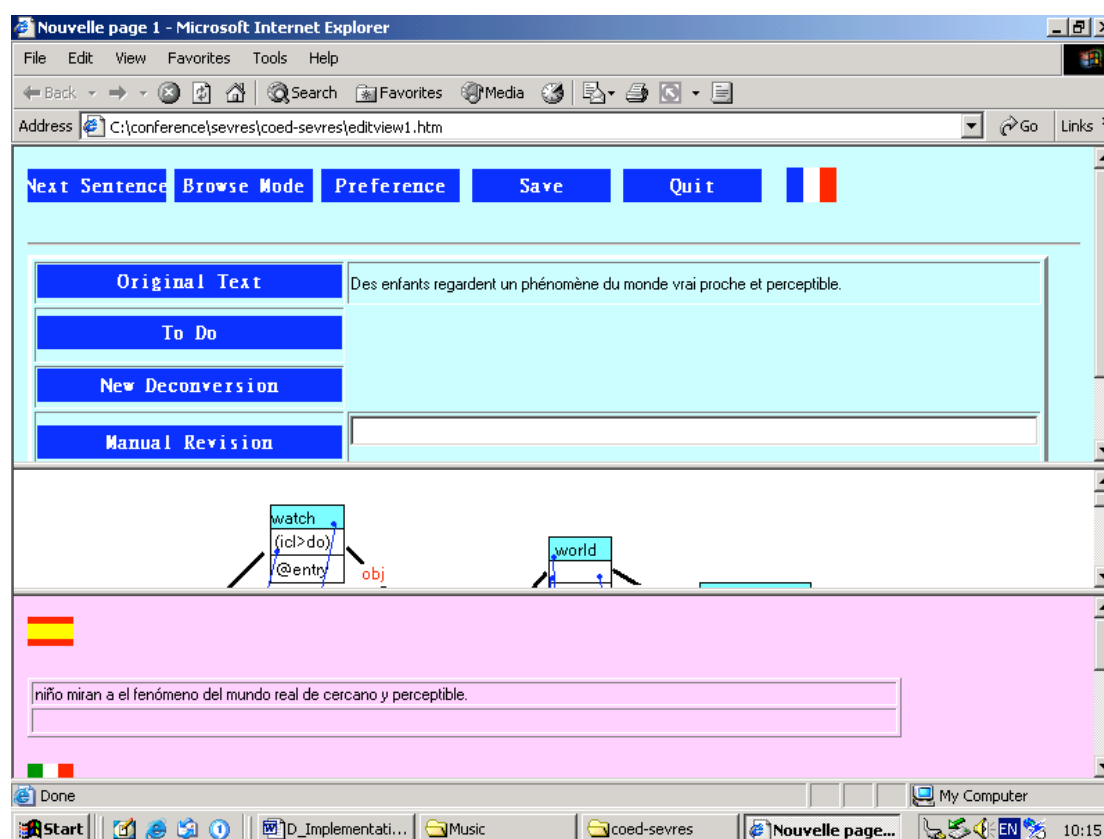 Nouvelle page 1 - Microsoft Internet Explorer
File Edit View Favorites Tools Help
Back Search Favorites Media
Address C:\conference\sevres\coed-sevres\editview1.htm Go Links
Next Sentence Browse Mode Preference Save Quit
Original Text Des enfants regardent un phénomène du monde vrai proche et perceptible.
To Do
New Deconversion
Manual Revision
watch
(icl>do)
@entry
obj
world
niño miran a el fenómeno del mundo real de cercano y perceptible.
Done My Computer
Start D_Implementati... Music coed-sevres Nouvelle page... EN 10:15